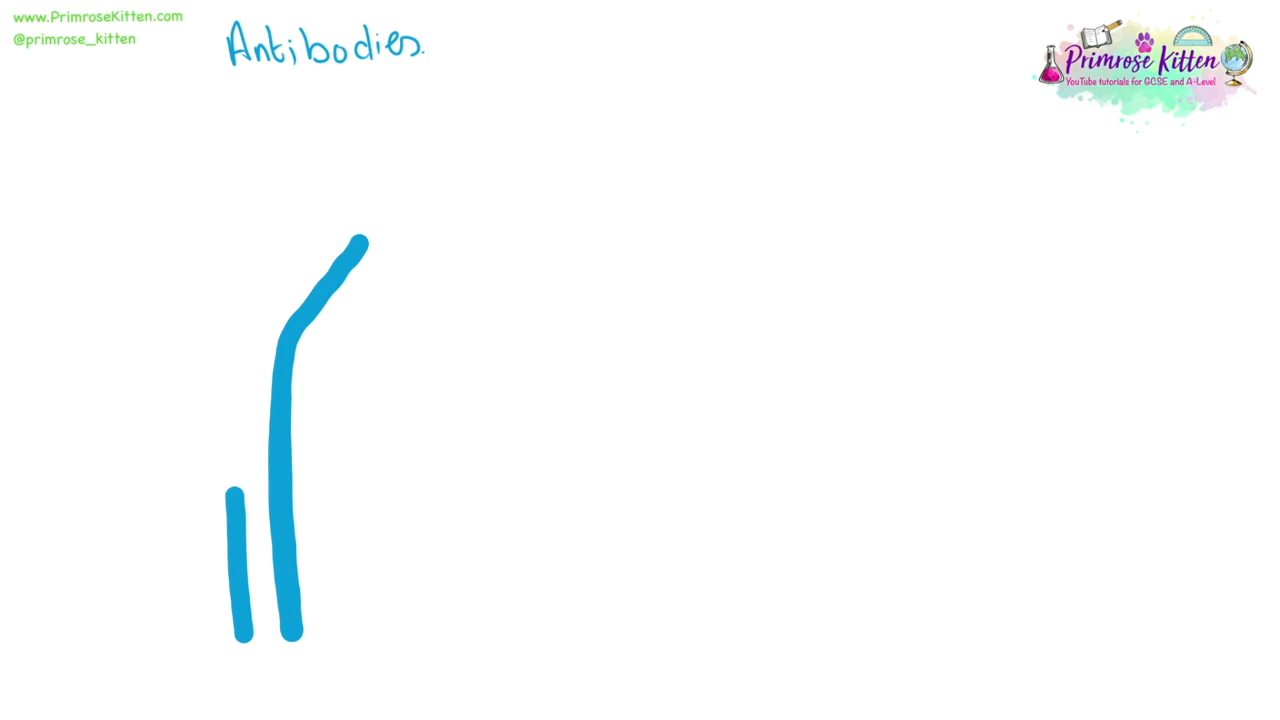 www.PrimroseKitten.com
@primrose_kitten
Antibodies.
Primrose Kitten
YouTube tutorials for GCSE and A-Level